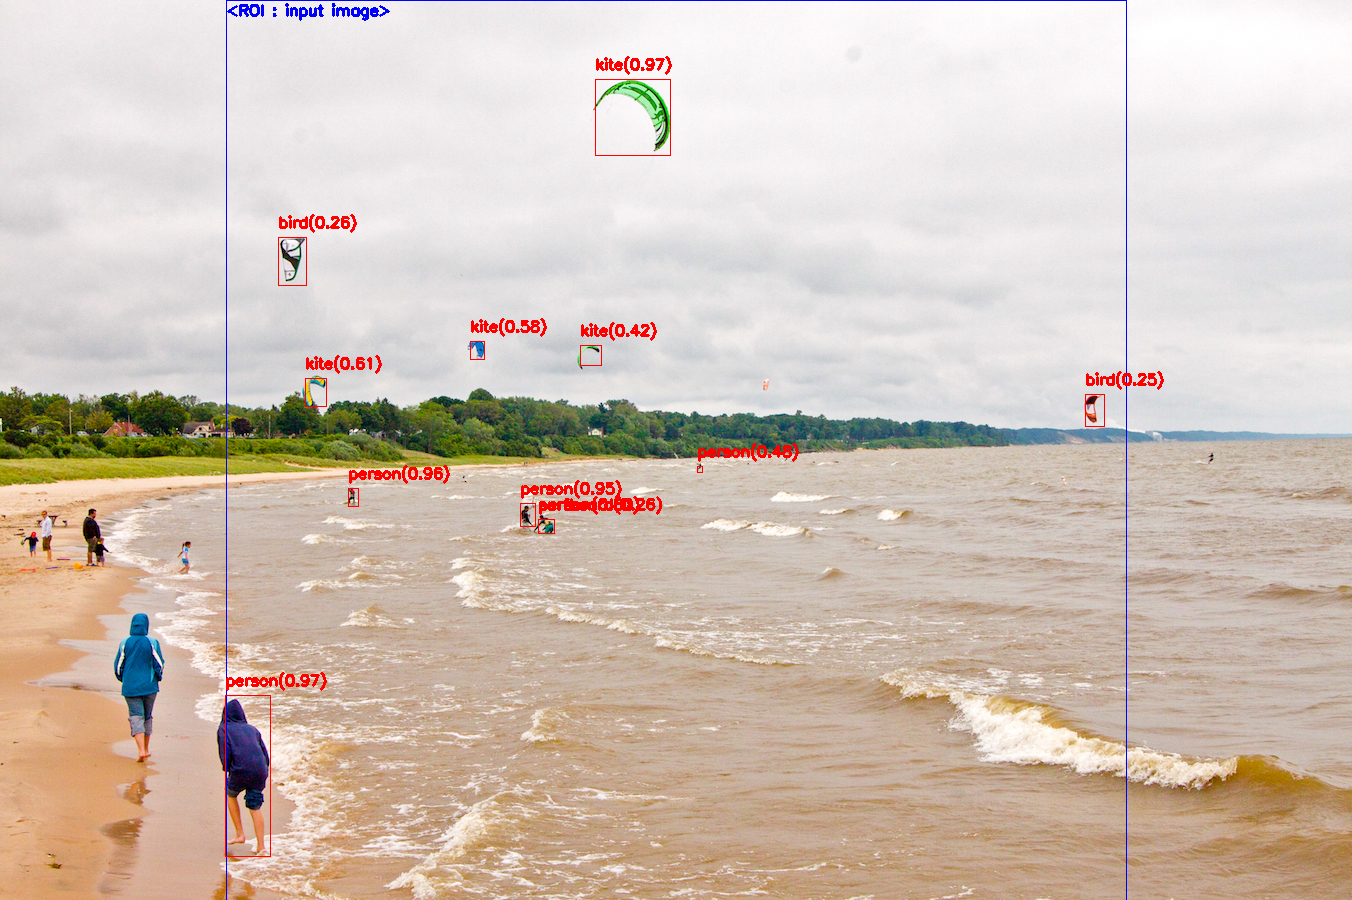 <ROI : input image>
kite(0.97)
bird(0.26)
kite(0.58)
kite(0.42)
kite(0.61)
bird(0.25)
person(0.45)
person(0.96)
person(0.95)
person(0.97)